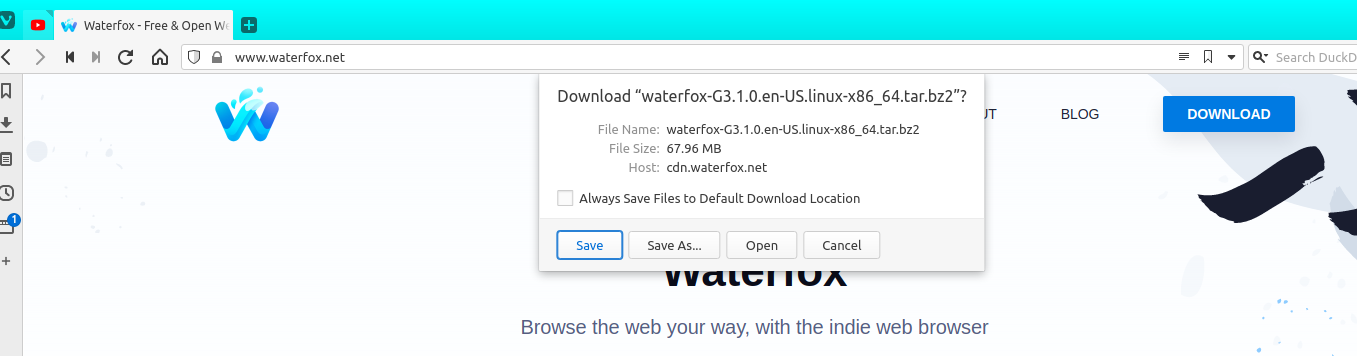 Waterfox - Free & Open We
www.waterfox.net
Search DuckD
Download “waterfox-G3.1.0.en-US.linux-x86_64.tar.bz2”?
File Name: waterfox-G3.1.0.en-US.linux-x86_64.tar.bz2
File Size: 67.96 MB
Host: cdn.waterfox.net
Always Save Files to Default Download Location
Save Save As... Open Cancel
UT BLOG DOWNLOAD
1
Waterfox
Browse the web your way, with the indie web browser